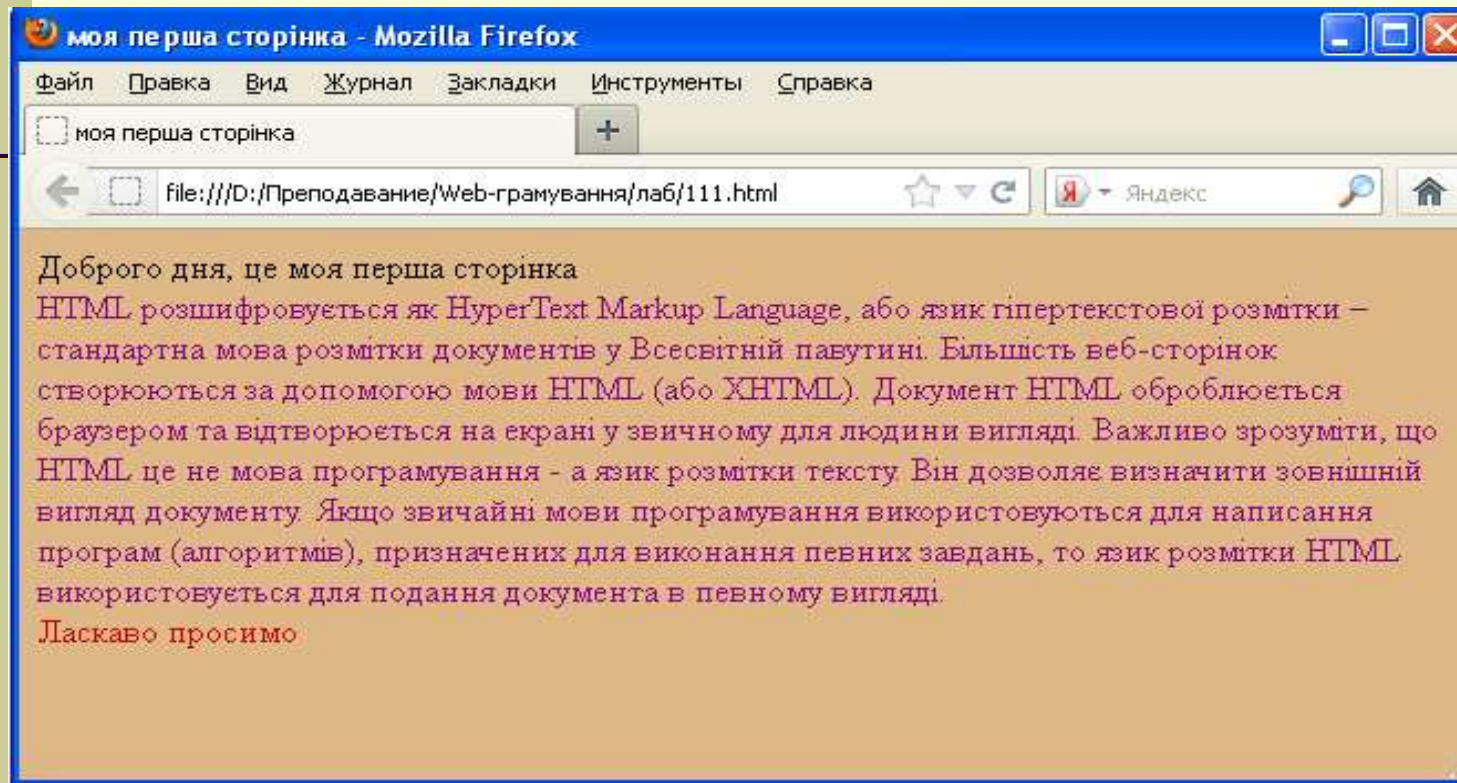 моя перша сторінка - Mozilla Firefox
Файл Правка Вид Журнал Закладки Инструменты Справка
моя перша сторінка
file:///D:/Преподавание/Web-грамування/лаб/111.html Я Яндекс
Доброго дня, це моя перша сторінка
HTML розшифровується як HyperText Markup Language, або язик гіпертекстової розмітки –
стандартна мова розмітки документів у Всесвітній павутині. Більшість веб-сторінок
створюються за допомогою мови HTML (або XHTML). Документ HTML оброблюється
браузером та відтворюється на екрані у звичному для людини вигляді. Важливо зрозуміти, що
HTML це не мова програмування - а язик розмітки тексту. Він дозволяє визначити зовнішній
вигляд документу. Якщо звичайні мови програмування використовуються для написання
програм (алгоритмів), призначених для виконання певних завдань, то язик розмітки HTML
використовується для подання документа в певному вигляді.
Ласкаво просимо